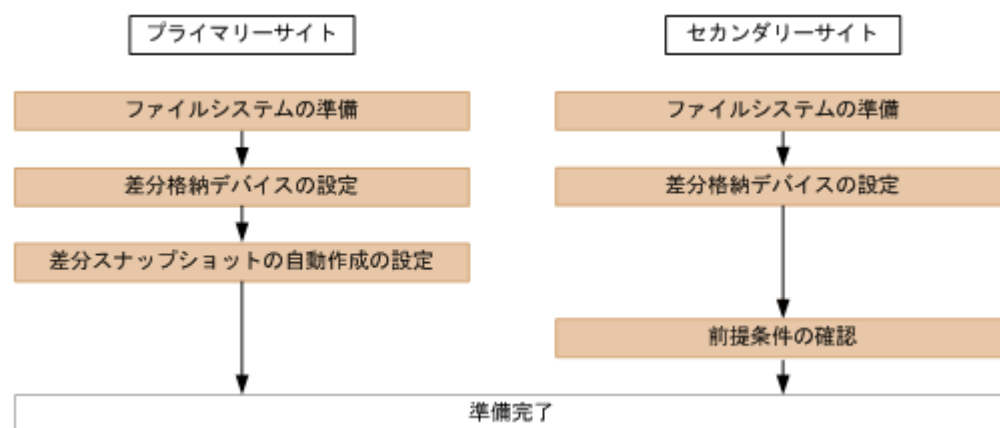 プライマリーサイト
セカンダリーサイト
ファイルシステムの準備
ファイルシステムの準備
差分格納デバイスの設定
差分格納デバイスの設定
差分スナップショットの自動作成の設定
前提条件の確認
準備完了